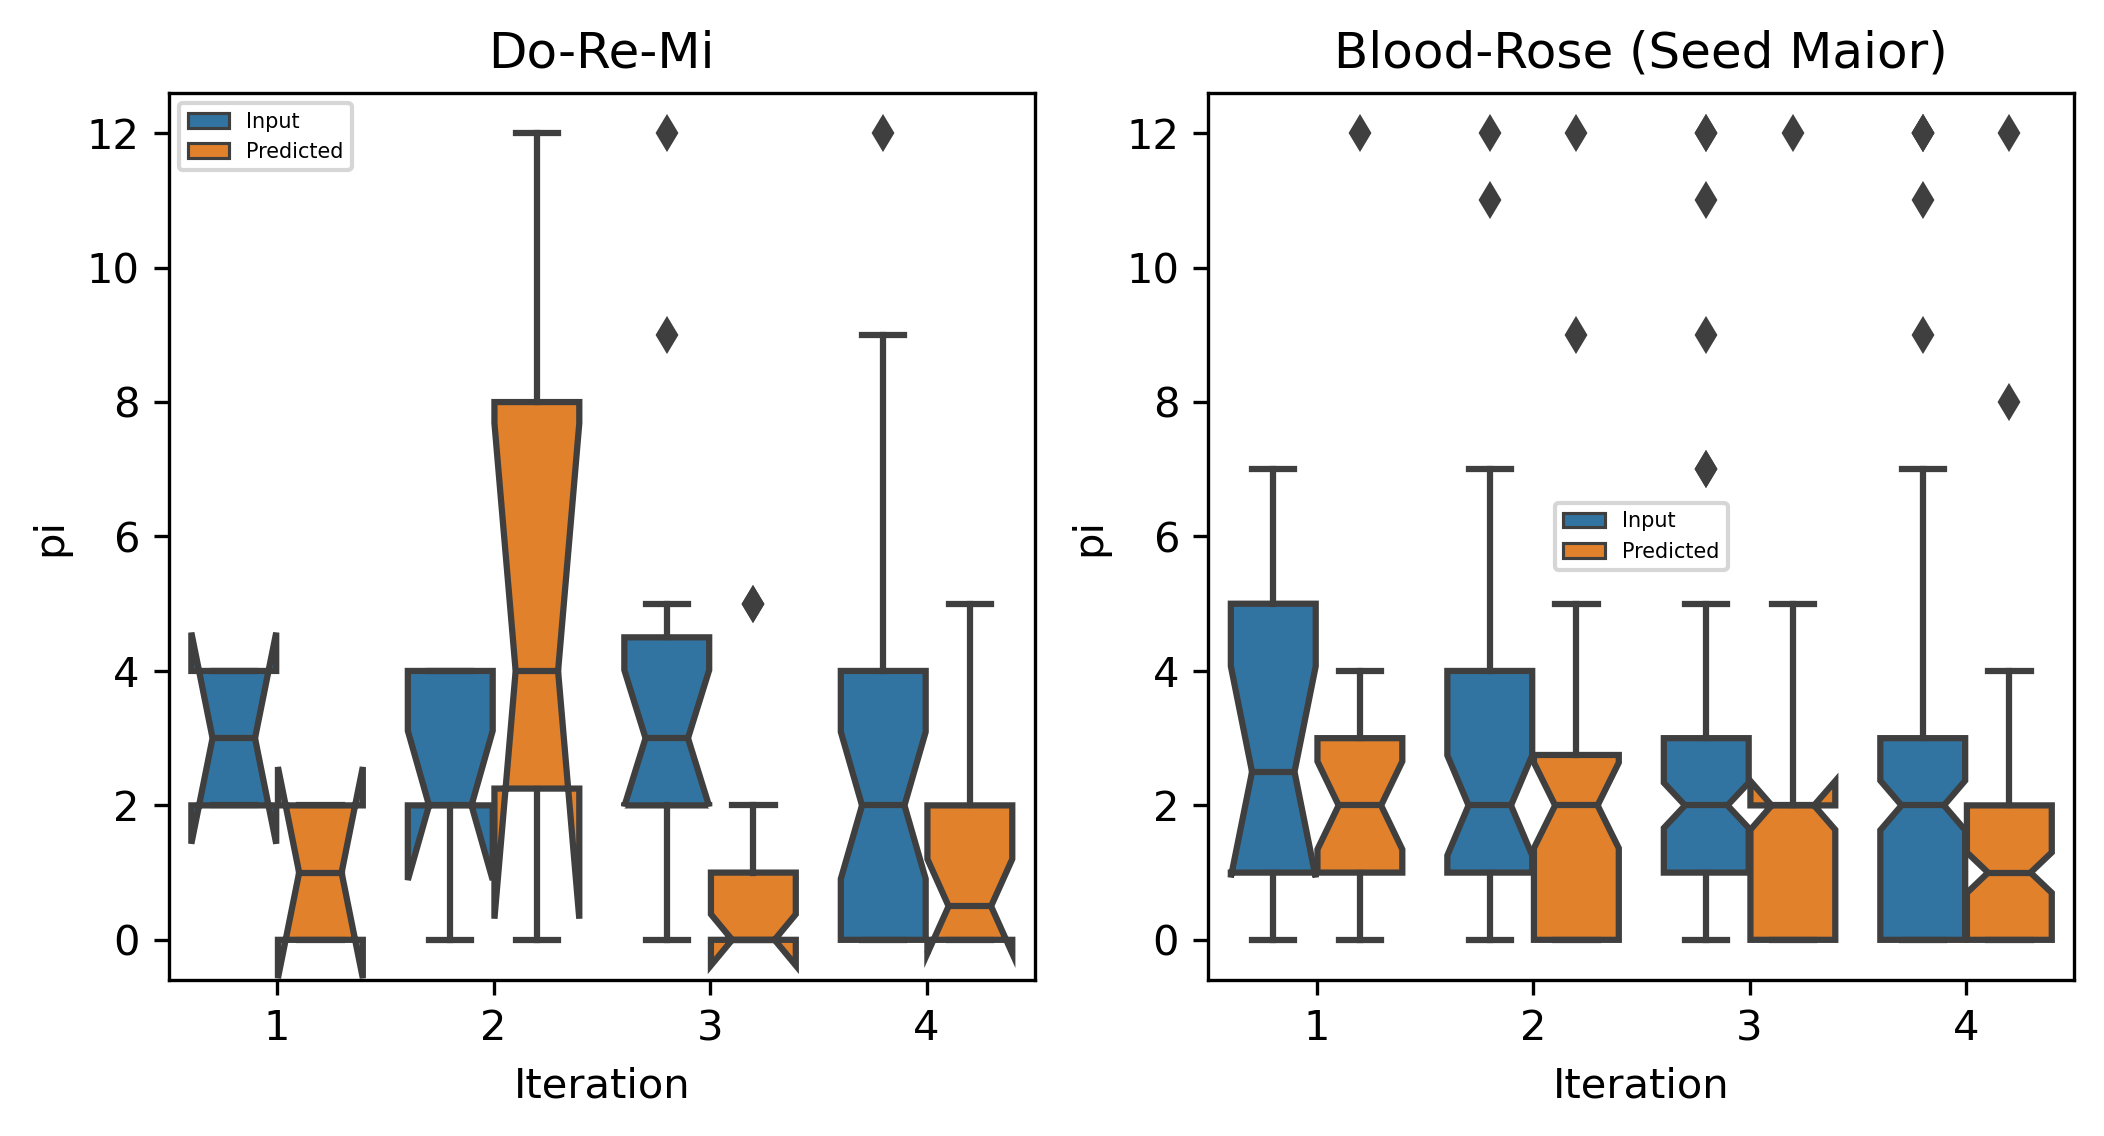 Do-Re-Mi
Input
Predicted
12
10
8
6
4
2
0
pi
1 2 3 4
Iteration
Blood-Rose (Seed Maior)
12
10
8
6
4
2
0
pi
Input
Predicted
1 2 3 4
Iteration